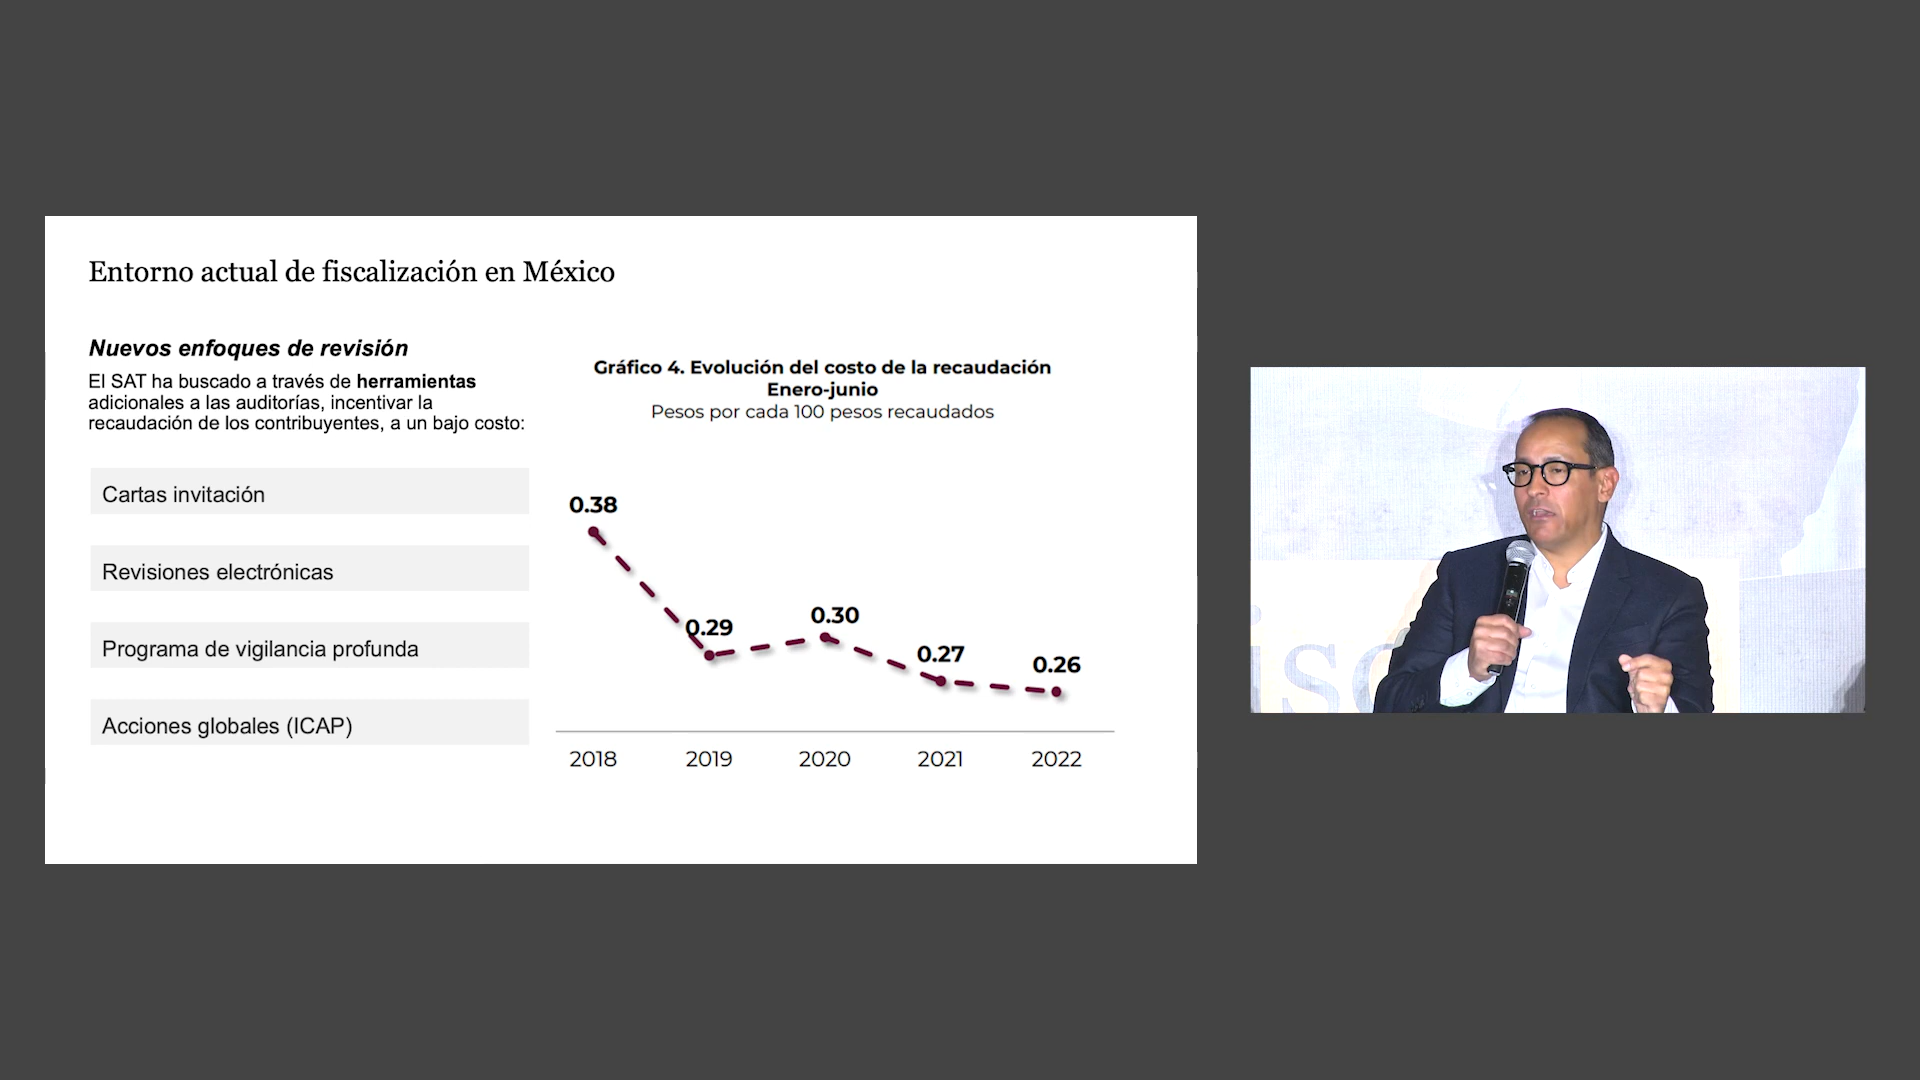 Entorno actual de fiscalización en México
Nuevos enfoques de revisión
El SAT ha buscado a través de herramientas
adicionales a las auditorías, incentivar la
recaudación de los contribuyentes, a un bajo costo:
Cartas invitación
Revisiones electrónicas
Programa de vigilancia profunda
Acciones globales (ICAP)
Gráfico 4. Evolución del costo de la recaudación
Enero-junio
Pesos por cada 100 pesos recaudados
0.38
0.29
0.30
0.27
0.26
2018 2019 2020 2021 2022